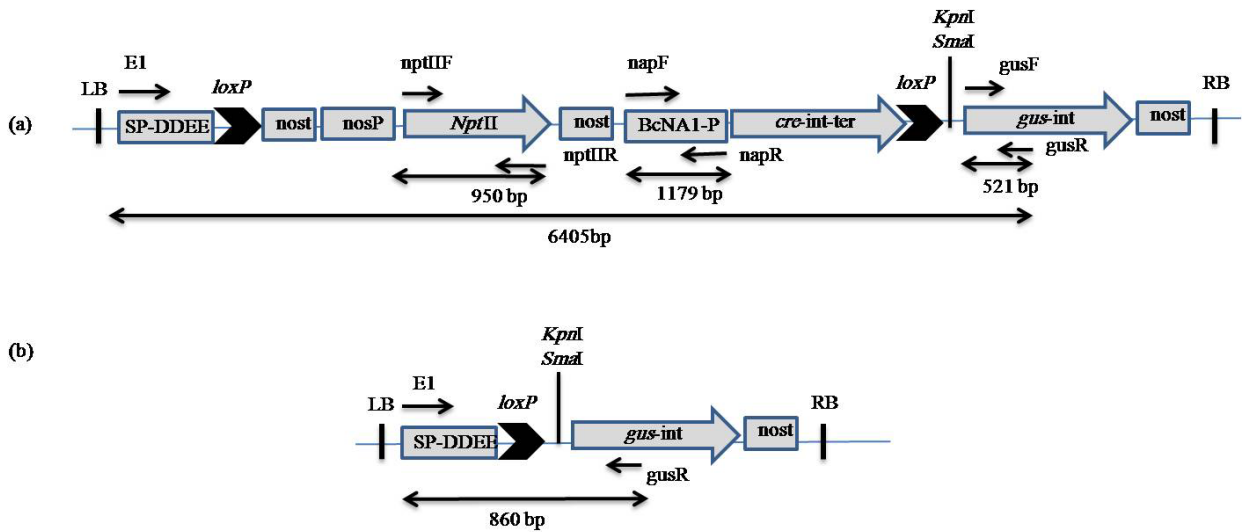 KpnI
SmaI
E1
nptIIF
napF
loxP
gusF
LB
loxP
RB
(a)
SP-DDEE
nost
nosP
NptII
nost
BcNA1-P
cre-int-ter
gus-int
nost
nptIIR
napR
gusR
950 bp
1179 bp
521 bp
6405bp
(b)
KpnI
SmaI
E1
LB
loxP
RB
SP-DDEE
gus-int
nost
gusR
860 bp